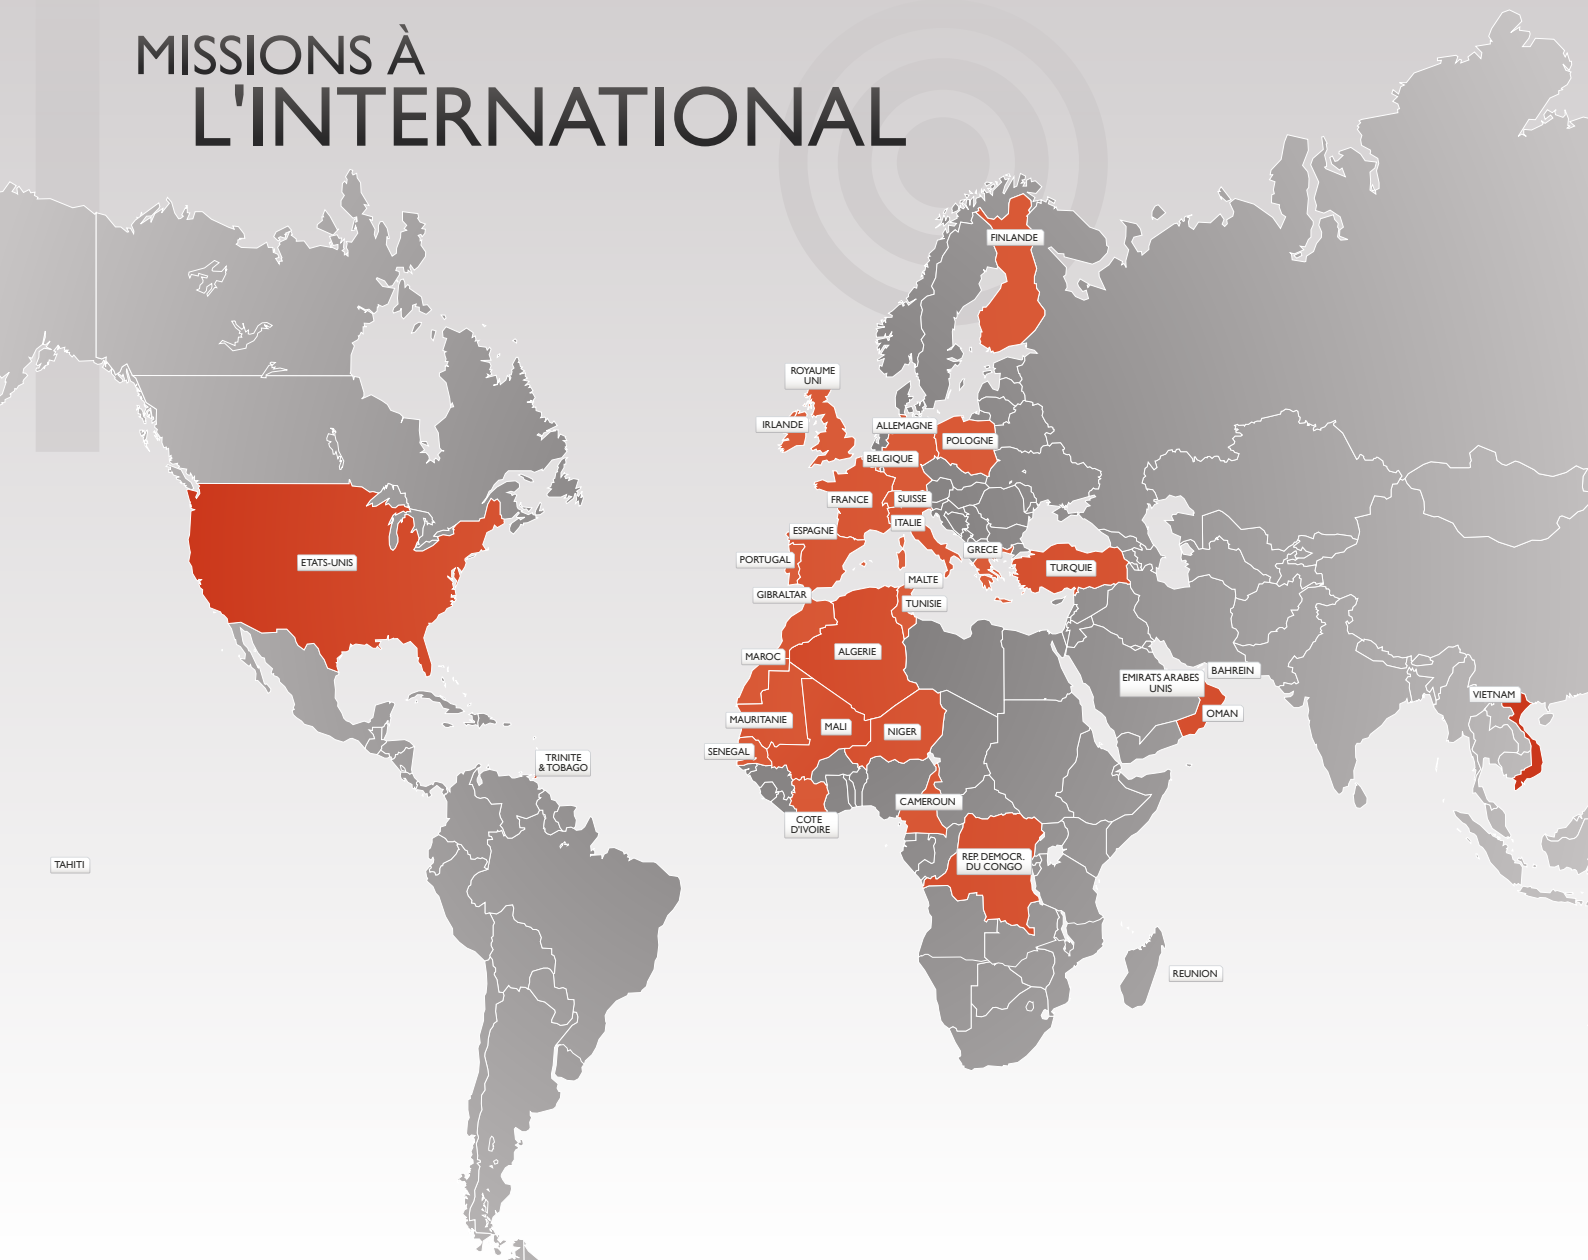 MISSIONS À
L'INTERNATIONAL
FINLANDE
ROYAUME
UNI
IRLANDE
ALLEMAGNE
POLOGNE
BELGIQUE
FRANCE
SUISSE
ITALIE
ESPAGNE
GRECE
PORTUGAL
TURQUIE
MALTE
GIBRALTAR
TUNISIE
ETATS-UNIS
MAROC
ALGERIE
BAHREIN
EMIRATS ARABES
UNIS
VIETNAM
OMAN
MAURITANIE
MALI
NIGER
SENEGAL
TRINITE
& TOBAGO
CAMEROUN
COTE
D'IVOIRE
REP. DEMOCR.
DU CONGO
TAHITI
REUNION